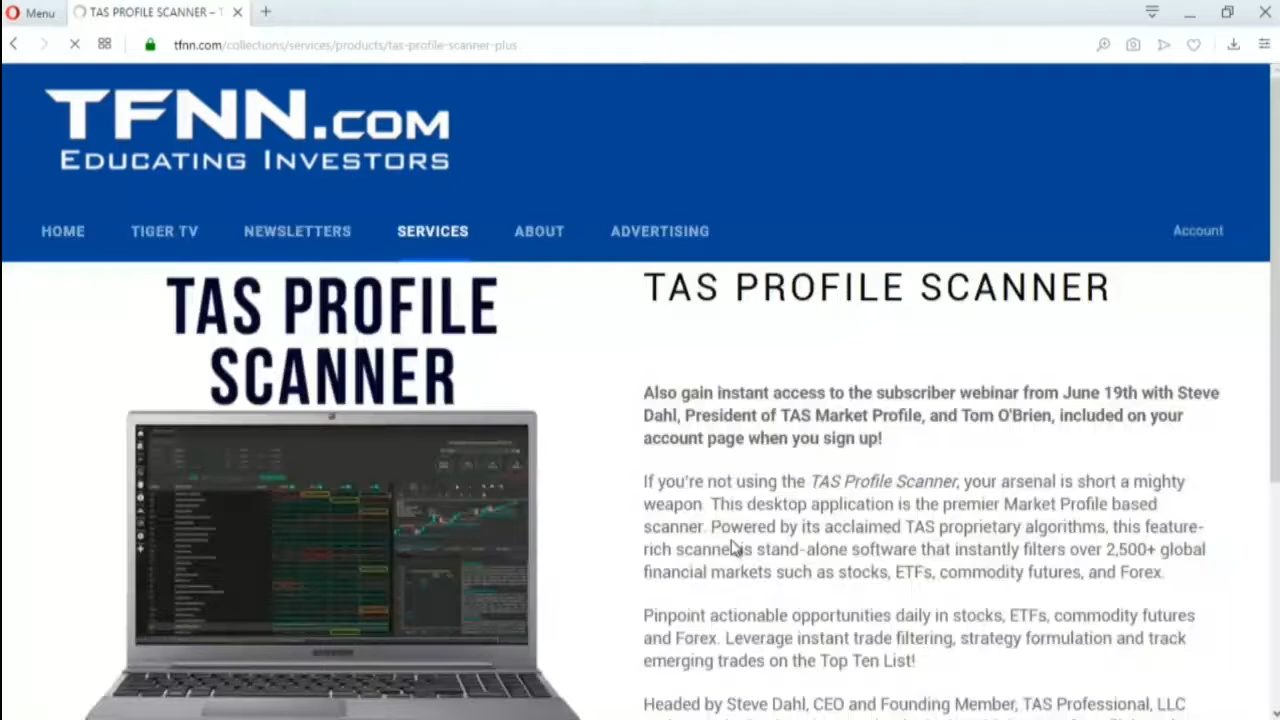 Menu
TAS PROFILE SCANNER –
tfnn.com/collections/services/products/tas-profile-scanner-plus
TFNN.COM
EDUCATING INVESTORS
HOME TIGER TV NEWSLETTERS SERVICES ABOUT ADVERTISING Account
TAS PROFILE
SCANNER
TAS PROFILE SCANNER
Also gain instant access to the subscriber webinar from June 19th with Steve
Dahl, President of TAS Market Profile, and Tom O'Brien, included on your
account page when you sign up!
If you're not using the TAS Profile Scanner, your arsenal is short a mighty
weapon. This desktop application is the premier Market Profile based
scanner. Powered by its acclaimed TAS proprietary algorithms, this feature-
rich scanner is stand-alone software that instantly filters over 2,500+ global
financial markets such as stocks, ETFs, commodity futures, and Forex.
Pinpoint actionable opportunities daily in stocks, ETFs, commodity futures
and Forex. Leverage instant trade filtering, strategy formulation and track
emerging trades on the Top Ten List!
Headed by Steve Dahl, CEO and Founding Member, TAS Professional, LLC